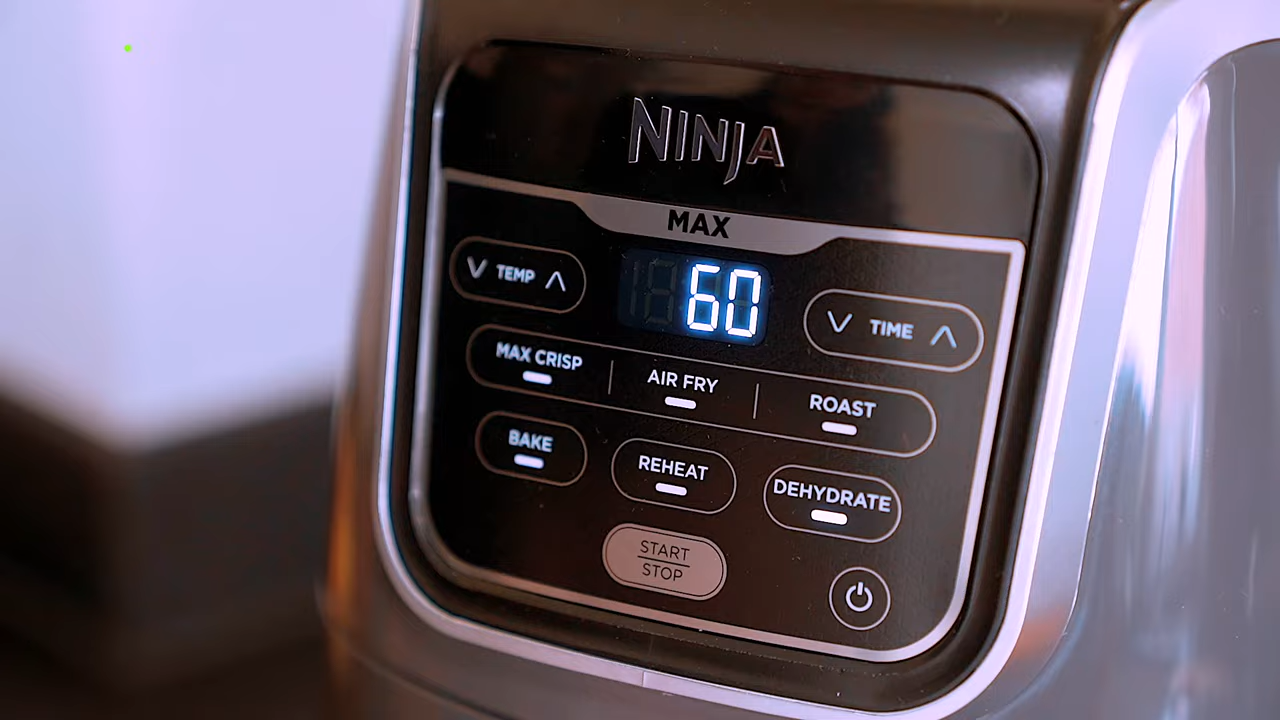 NINJA
MAX
TEMP
60
TIME
MAX CRISP
AIR FRY
ROAST
BAKE
REHEAT
DEHYDRATE
START
STOP